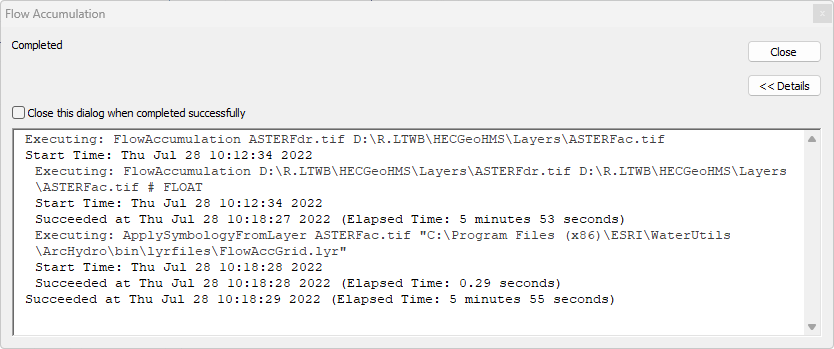 Flow Accumulation
Completed
Close
<< Details
Close this dialog when completed successfully
Executing: FlowAccumulation ASTERFdr.tif D:\R.LTWB\HECGeoHMS\Layers\ASTERFac.tif
Start Time: Thu Jul 28 10:12:34 2022
Executing: FlowAccumulation D:\R.LTWB\HECGeoHMS\Layers\ASTERFdr.tif D:\R.LTWB\HECGeoHMS\Layers
\ASTERFac.tif # FLOAT
Start Time: Thu Jul 28 10:12:34 2022
Succeeded at Thu Jul 28 10:18:27 2022 (Elapsed Time: 5 minutes 53 seconds)
Executing: ApplySymbologyFromLayer ASTERFac.tif "C:\Program Files (x86)\ESRI\WaterUtils
\ArcHydro\bin\lyrfiles\FlowAccGrid.lyr"
Start Time: Thu Jul 28 10:18:28 2022
Succeeded at Thu Jul 28 10:18:28 2022 (Elapsed Time: 0.29 seconds)
Succeeded at Thu Jul 28 10:18:29 2022 (Elapsed Time: 5 minutes 55 seconds)